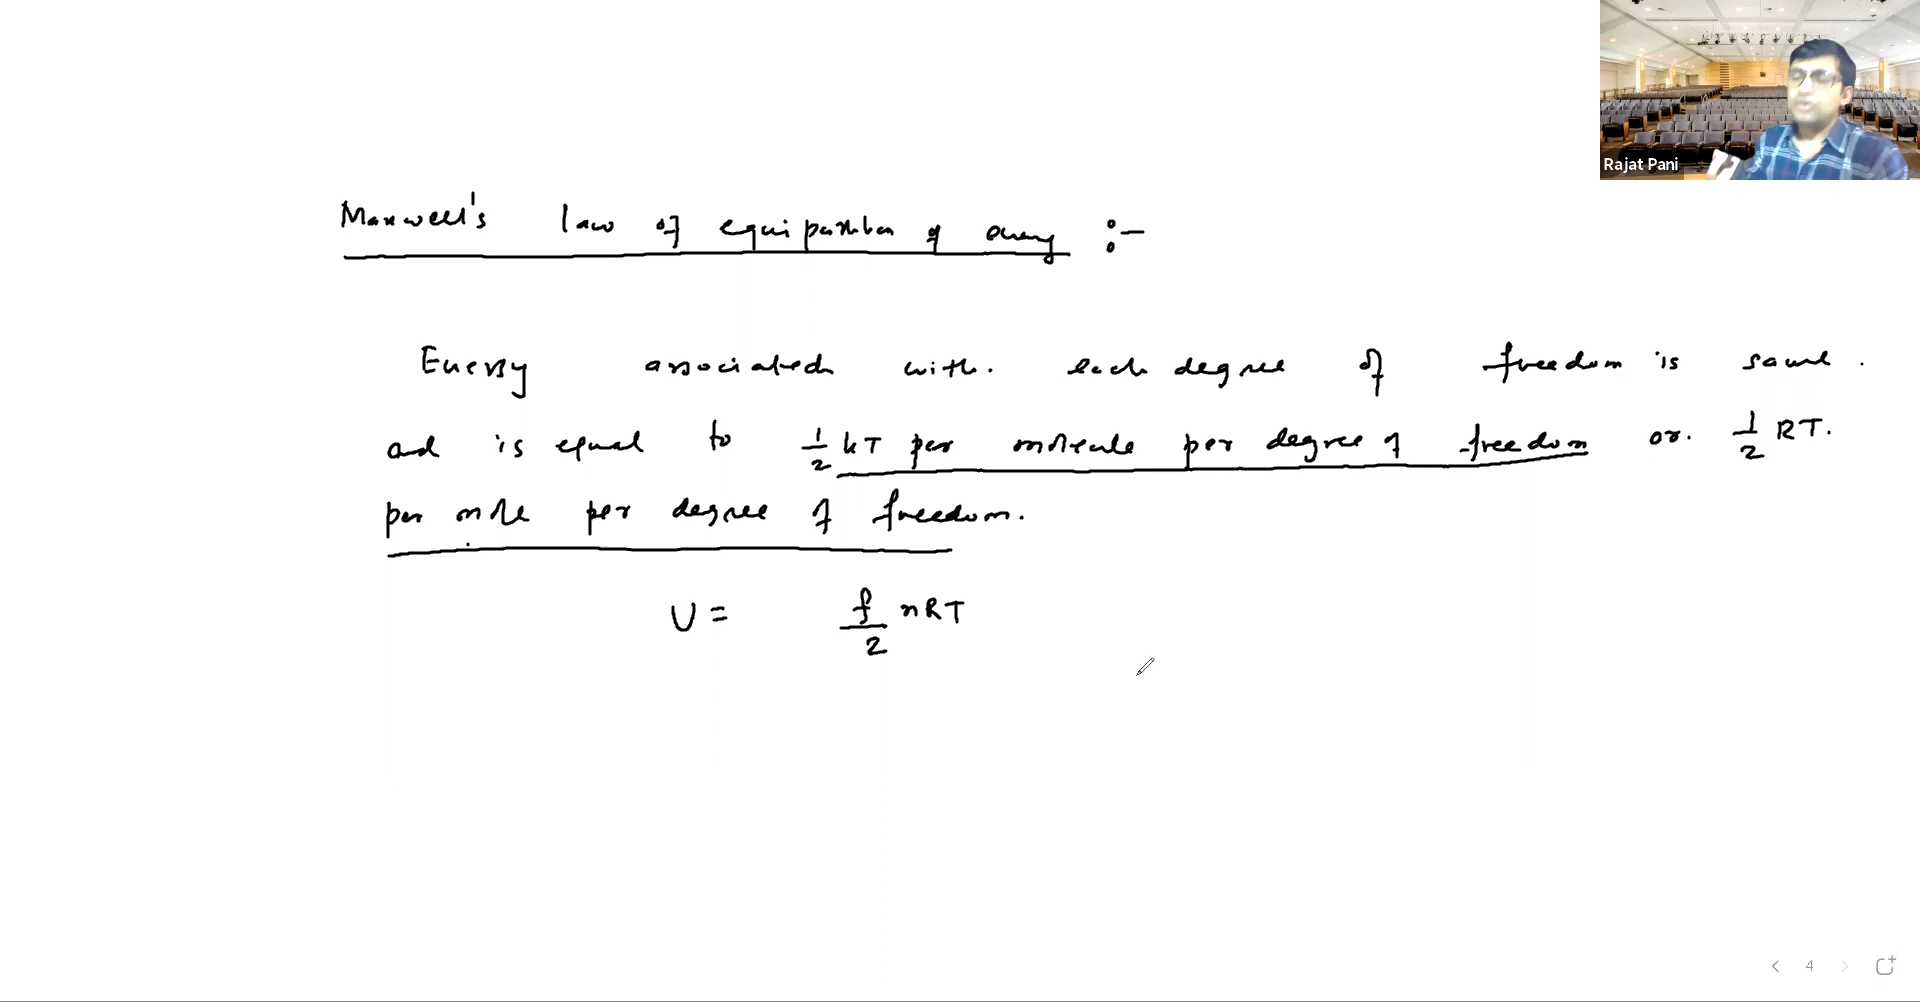 Rajat Pani
Maxwell's law of equipartition of energy :-
Energy associated with. each degree of freedom is same.
and is equal to 1/2 kT per molecule per degree of freedom or. 1/2 RT.
per mole per degree of freedom.
U = f/2 nRT
4